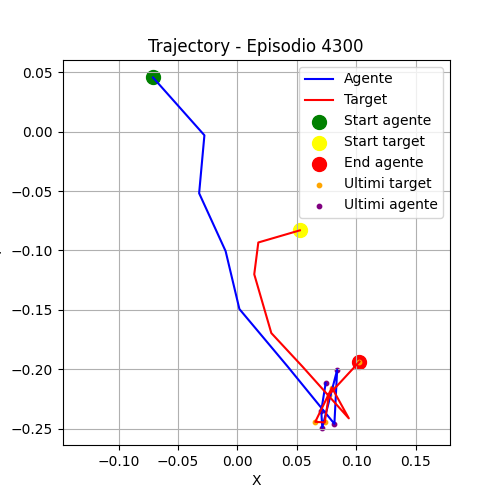 Trajectory - Episodio 4300
Agente
Target
Start agente
Start target
End agente
Ultimi target
Ultimi agente
0.05
0.00
−0.05
−0.10
−0.15
−0.20
−0.25
−0.10
−0.05
0.00
0.05
0.10
0.15
X